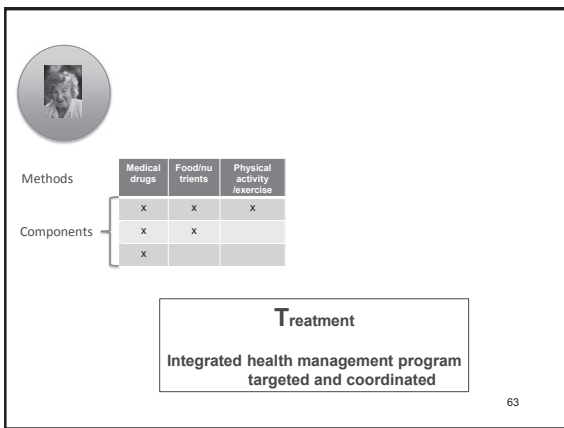 Methods
Medical drugs
Food/nu trients
Physical activity /exercise
Components
x x x
x x
x
Treatment
Integrated health management program
targeted and coordinated
63